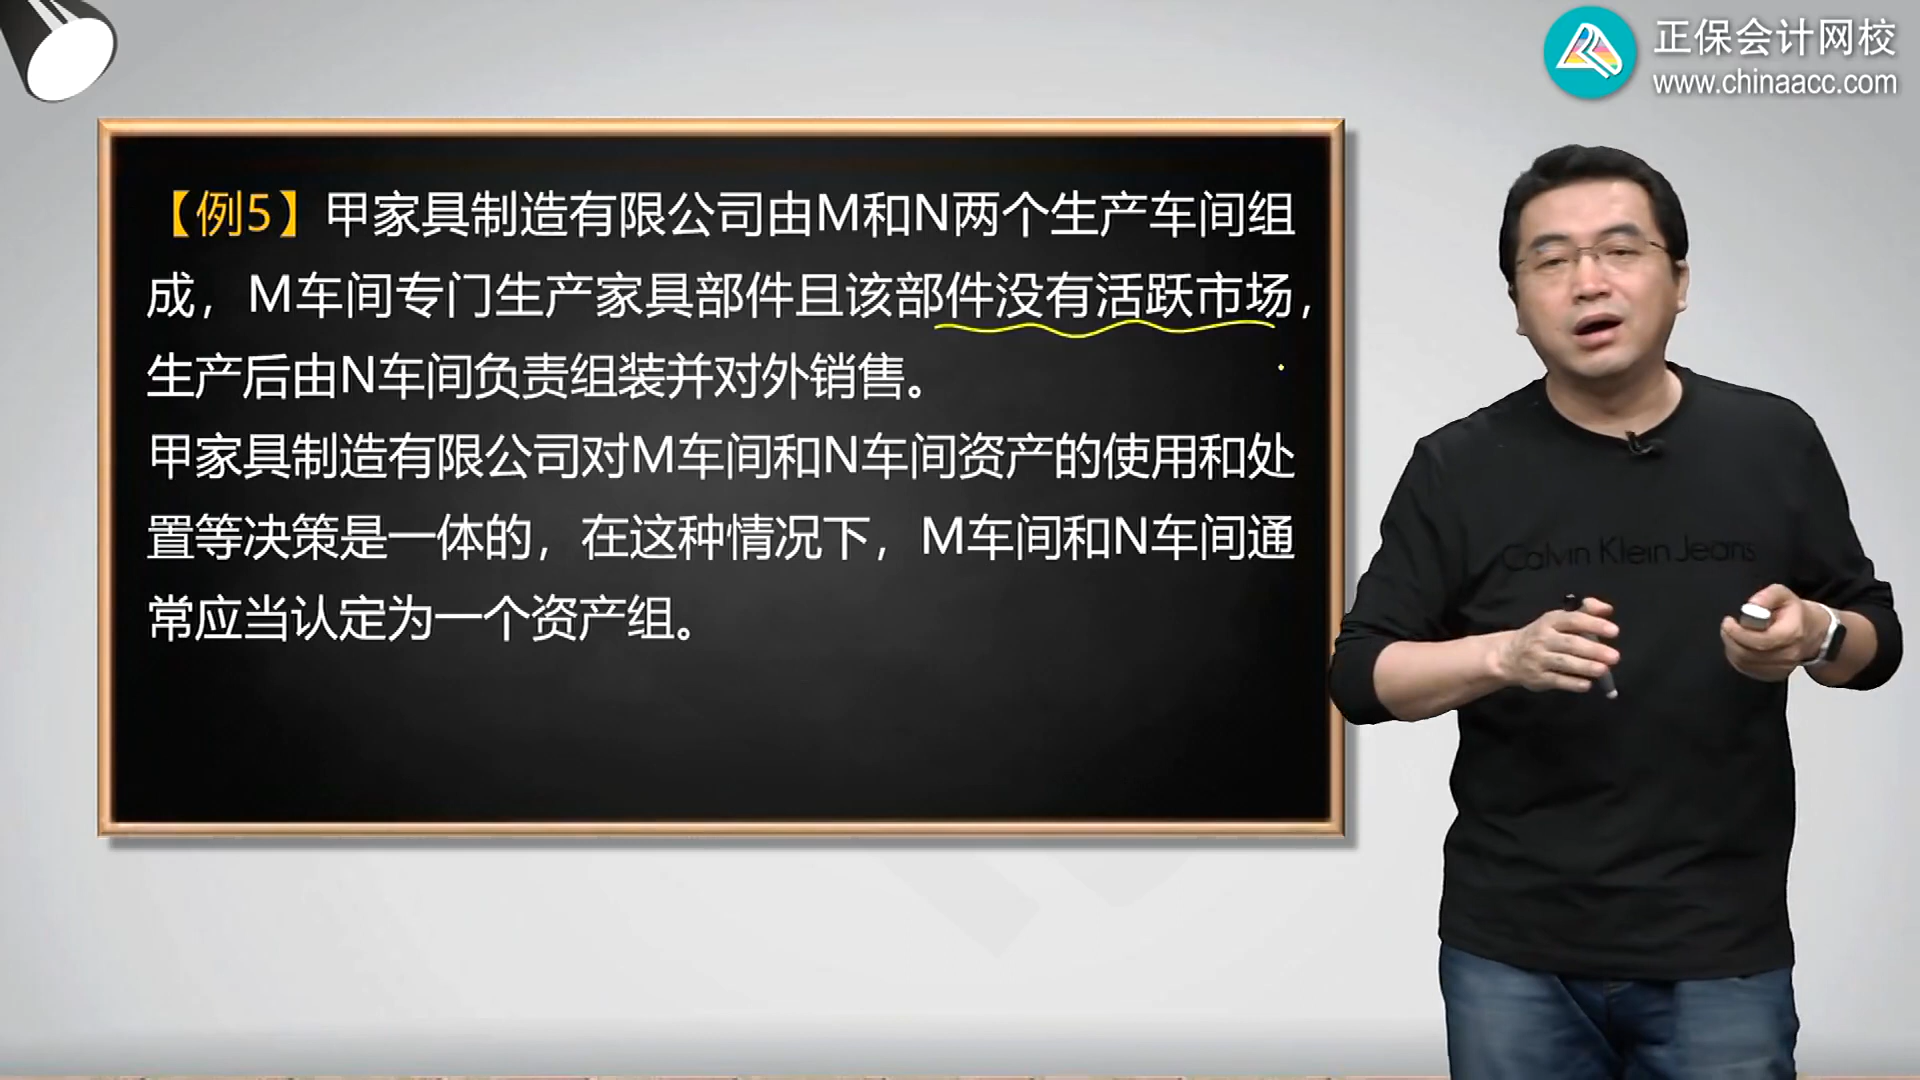 正保会计网校
www.chinaacc.com
【例5】甲家具制造有限公司由M和N两个生产车间组
成，M车间专门生产家具部件且该部件没有活跃市场，
生产后由N车间负责组装并对外销售。
甲家具制造有限公司对M车间和N车间资产的使用和处
置等决策是一体的，在这种情况下，M车间和N车间通
常应当认定为一个资产组。
Calvin Klein Jeans